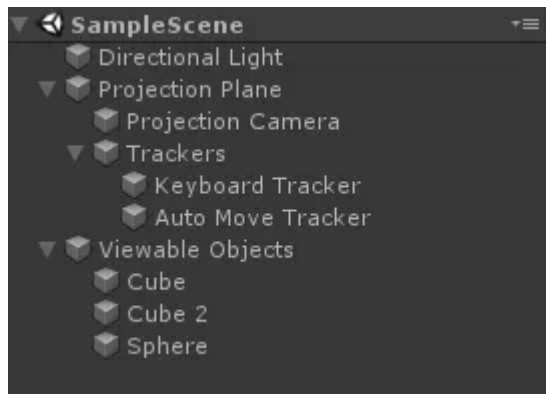 SampleScene
Directional Light
Projection Plane
Projection Camera
Trackers
Keyboard Tracker
Auto Move Tracker
Viewable Objects
Cube
Cube 2
Sphere